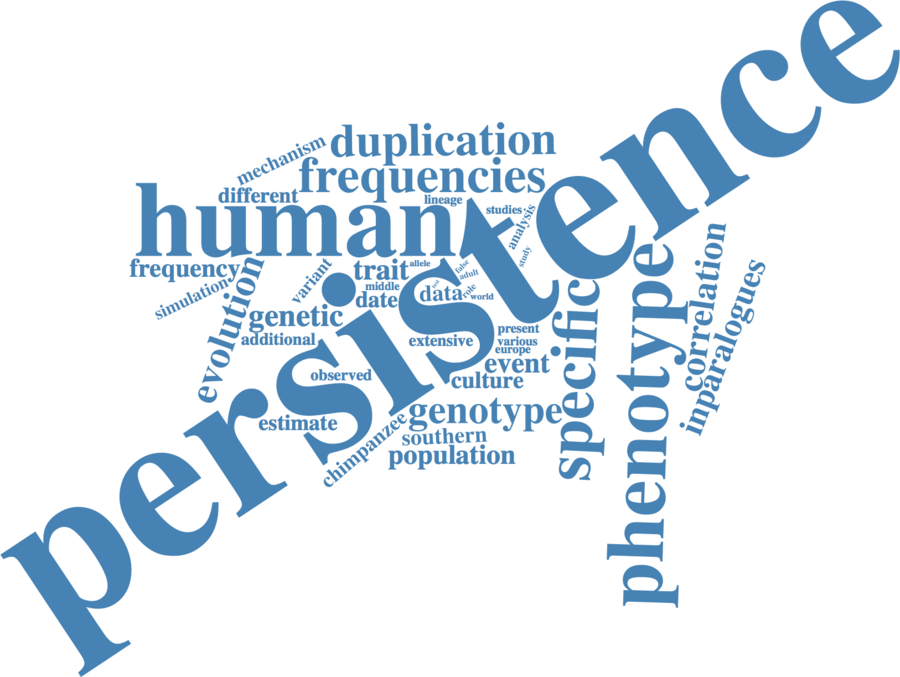 persistence
mechanism
duplication
frequencies
different
lineage
human
studies
analysis
study
frequency
simulation
evolution
variant
trait
allele
false
adult
middle
date
data
role
world
genetic
additional
extensive
present
various
europe
event
culture
observed
estimate
genotype
chimpanzee
southern
population
specific
phenotype
correlation
inparalogues